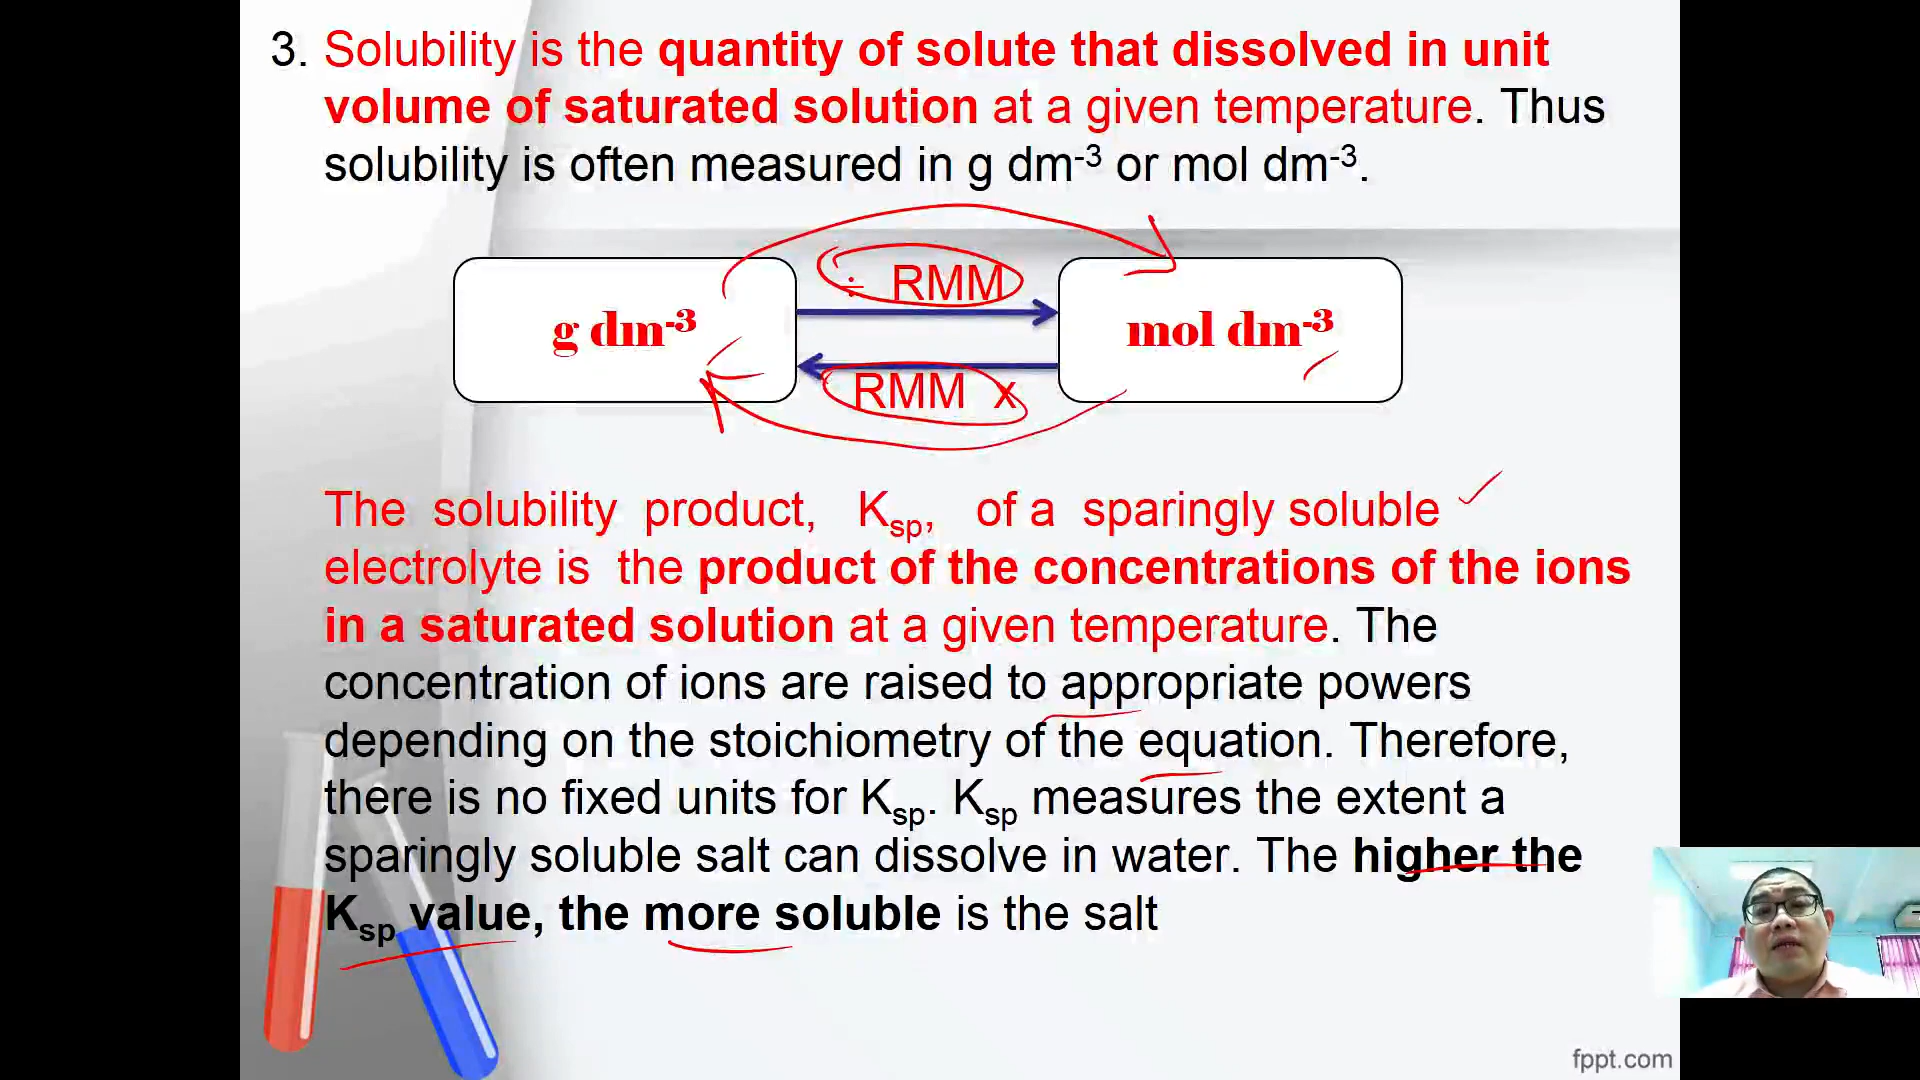 3. Solubility is the quantity of solute that dissolved in unit
volume of saturated solution at a given temperature. Thus
solubility is often measured in g dm⁻³ or mol dm⁻³.
÷ RMM
g dm⁻³
mol dm⁻³
RMM x
The solubility product, Ksp, of a sparingly soluble
electrolyte is the product of the concentrations of the ions
in a saturated solution at a given temperature. The
concentration of ions are raised to appropriate powers
depending on the stoichiometry of the equation. Therefore,
there is no fixed units for Ksp. Ksp measures the extent a
sparingly soluble salt can dissolve in water. The higher the
Ksp value, the more soluble is the salt
fppt.com